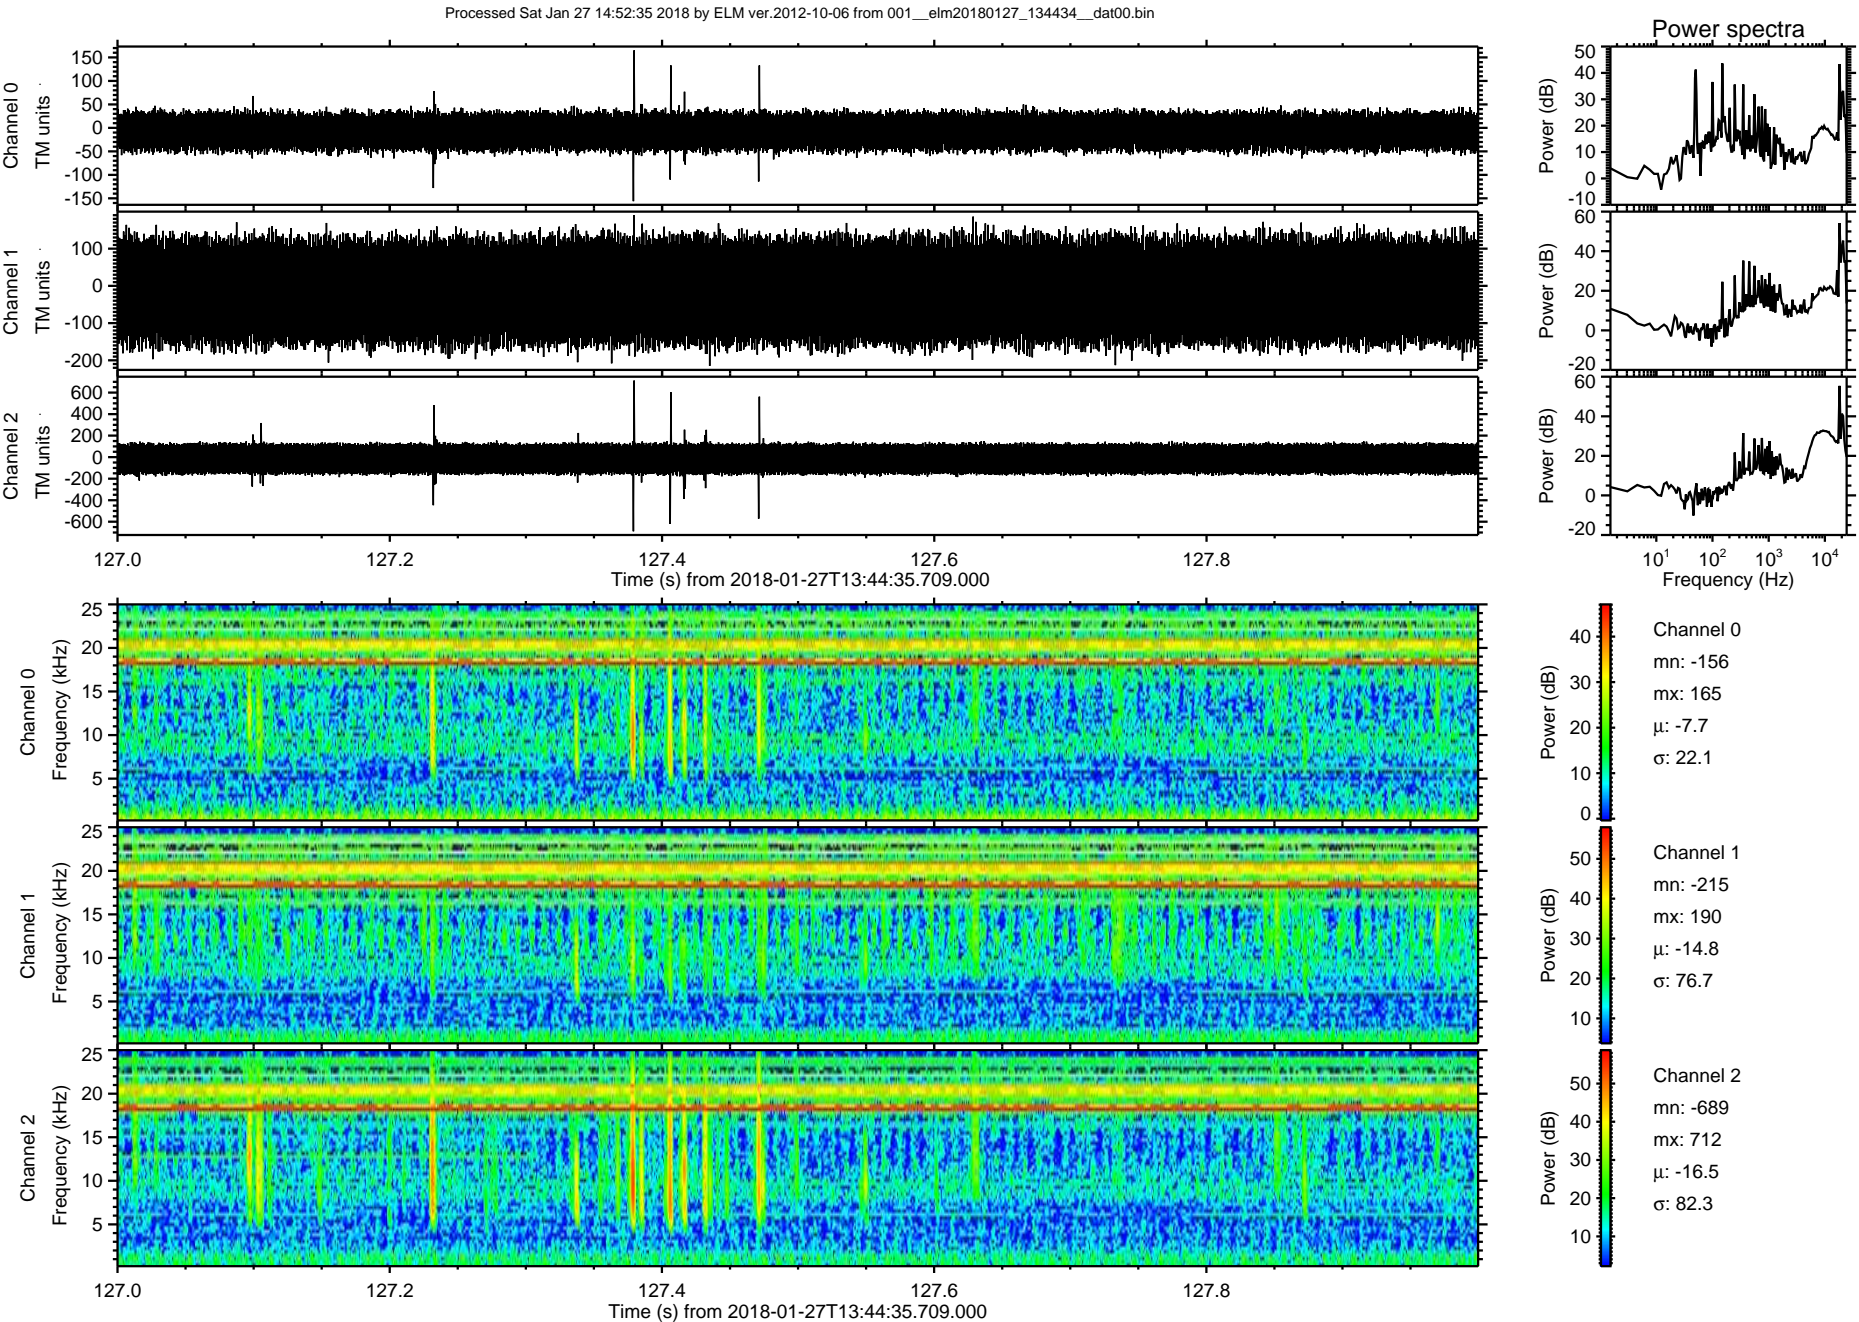 Processed Sat Jan 27 14:52:35 2018 by ELM ver.2012-10-06 from 001__elm20180127_134434__dat00.bin
Power spectra
Channel 0
TM units
150
100
50
0
-50
-100
-150
Power (dB)
50
40
30
20
10
0
-10
Channel 1
TM units
100
0
-100
-200
Power (dB)
60
40
20
0
-20
Channel 2
TM units
600
400
200
0
-200
-400
-600
Power (dB)
60
40
20
0
-20
127.0 127.2 127.4 127.6 127.8
Time (s) from 2018-01-27T13:44:35.709.000
10¹ 10² 10³ 10⁴
Frequency (Hz)
Channel 0
Frequency (kHz)
25
20
15
10
5
Power (dB)
40
30
20
10
0
Channel 0
mn: -156
mx: 165
μ: -7.7
σ: 22.1
Channel 1
Frequency (kHz)
25
20
15
10
5
Power (dB)
50
40
30
20
10
Channel 1
mn: -215
mx: 190
μ: -14.8
σ: 76.7
Channel 2
Frequency (kHz)
25
20
15
10
5
Power (dB)
50
40
30
20
10
Channel 2
mn: -689
mx: 712
μ: -16.5
σ: 82.3
127.0 127.2 127.4 127.6 127.8
Time (s) from 2018-01-27T13:44:35.709.000